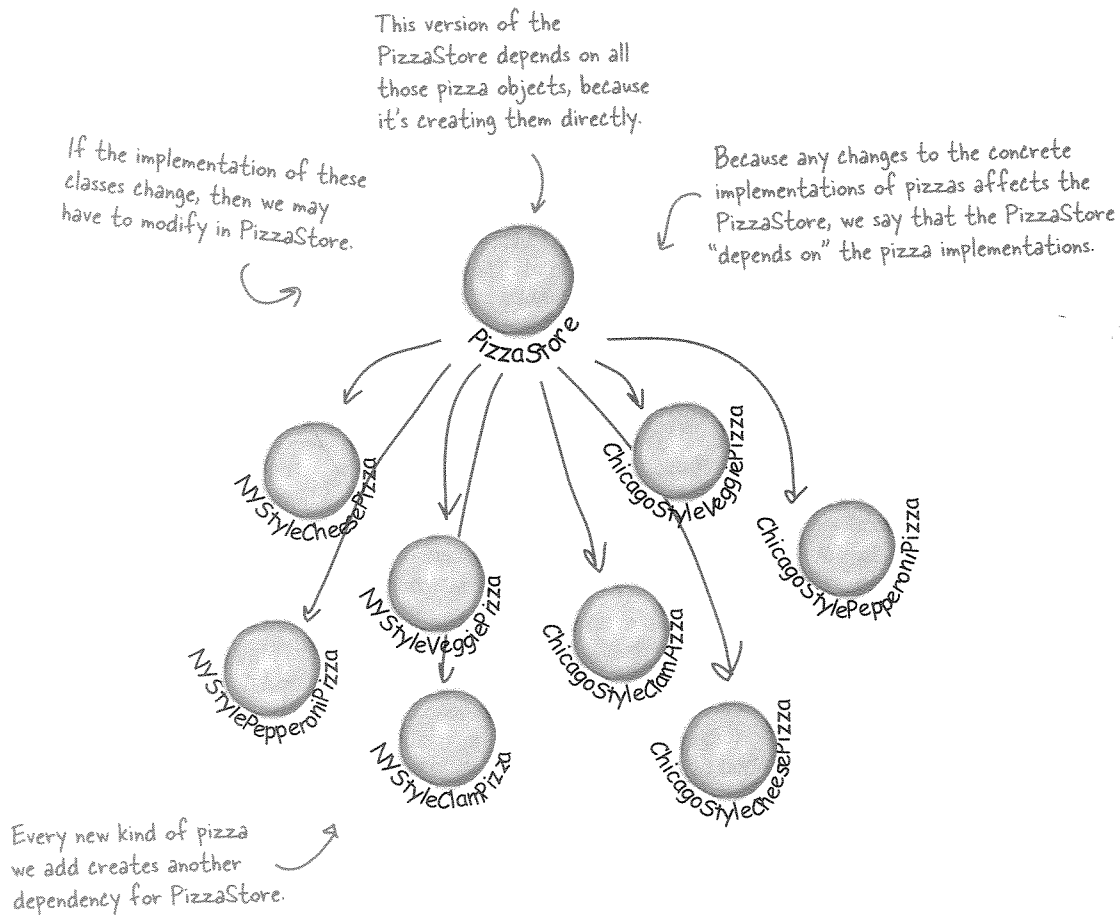 This version of the
PizzaStore depends on all
those pizza objects, because
it's creating them directly.
If the implementation of these
classes change, then we may
have to modify in PizzaStore.
Because any changes to the concrete
implementations of pizzas affects the
PizzaStore, we say that the PizzaStore
"depends on" the pizza implementations.
PizzaStore
NYStyleCheesePizza
ChicagoStyleVeggiePizza
ChicagoStylePepperoniPizza
NYStyleVeggiePizza
ChicagoStyleClamPizza
NYStylePepperoniPizza
NYStyleClamPizza
ChicagoStyleCheesePizza
Every new kind of pizza
we add creates another
dependency for PizzaStore.